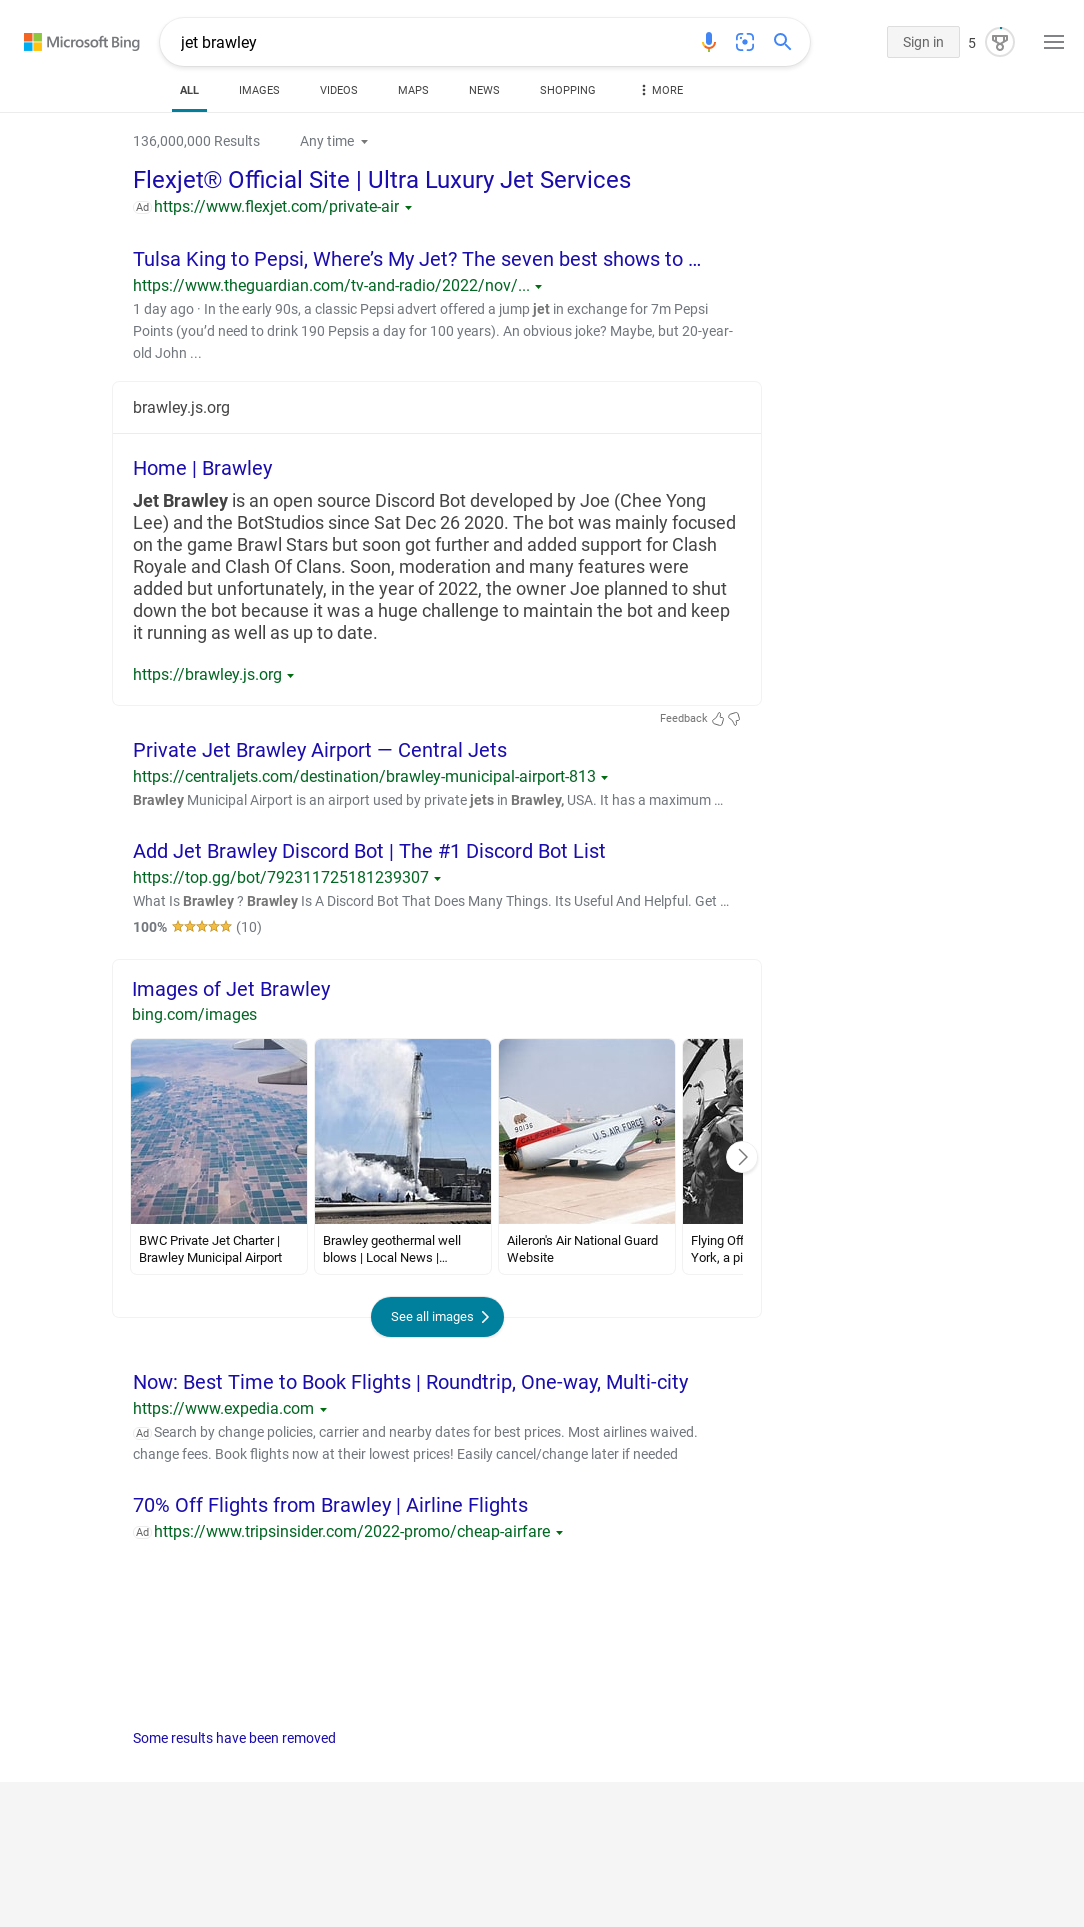 Microsoft Bing
jet brawley
Sign in
5
ALL
IMAGES
VIDEOS
MAPS
NEWS
SHOPPING
MORE
136,000,000 Results
Any time
Flexjet® Official Site | Ultra Luxury Jet Services
Ad https://www.flexjet.com/private-air
Tulsa King to Pepsi, Where’s My Jet? The seven best shows to ...
https://www.theguardian.com/tv-and-radio/2022/nov/...
1 day ago · In the early 90s, a classic Pepsi advert offered a jump jet in exchange for 7m Pepsi
Points (you’d need to drink 190 Pepsis a day for 100 years). An obvious joke? Maybe, but 20-year-
old John ...
brawley.js.org
Home | Brawley
Jet Brawley is an open source Discord Bot developed by Joe (Chee Yong
Lee) and the BotStudios since Sat Dec 26 2020. The bot was mainly focused
on the game Brawl Stars but soon got further and added support for Clash
Royale and Clash Of Clans. Soon, moderation and many features were
added but unfortunately, in the year of 2022, the owner Joe planned to shut
down the bot because it was a huge challenge to maintain the bot and keep
it running as well as up to date.
https://brawley.js.org
Feedback
Private Jet Brawley Airport — Central Jets
https://centraljets.com/destination/brawley-municipal-airport-813
Brawley Municipal Airport is an airport used by private jets in Brawley, USA. It has a maximum ...
Add Jet Brawley Discord Bot | The #1 Discord Bot List
https://top.gg/bot/792311725181239307
What Is Brawley ? Brawley Is A Discord Bot That Does Many Things. Its Useful And Helpful. Get ...
100% (10)
Images of Jet Brawley
bing.com/images
90136
CALIFORNIA
U.S. AIR FORCE
USAF
BWC Private Jet Charter |
Brawley Municipal Airport
Brawley geothermal well
blows | Local News |...
Aileron's Air National Guard
Website
Flying Off
York, a pi
See all images
Now: Best Time to Book Flights | Roundtrip, One-way, Multi-city
https://www.expedia.com
Ad Search by change policies, carrier and nearby dates for best prices. Most airlines waived.
change fees. Book flights now at their lowest prices! Easily cancel/change later if needed
70% Off Flights from Brawley | Airline Flights
Ad https://www.tripsinsider.com/2022-promo/cheap-airfare
Some results have been removed